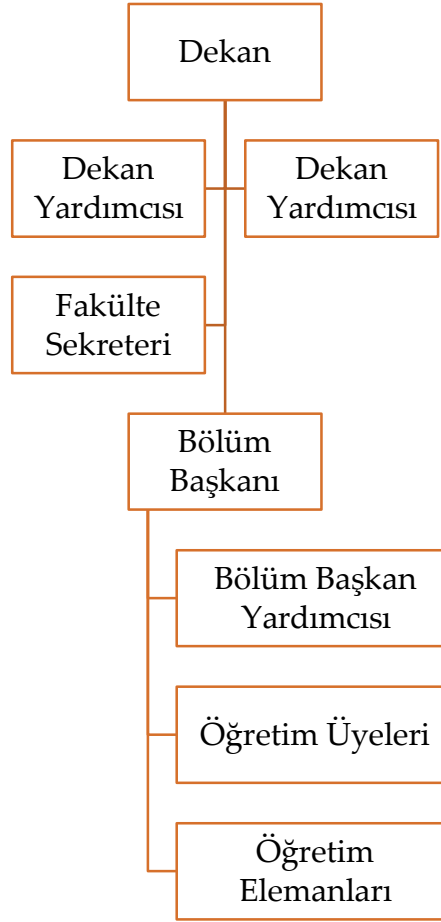 Dekan
Dekan
Yardımcısı
Dekan
Yardımcısı
Fakülte
Sekreteri
Bölüm
Başkanı
Bölüm Başkan
Yardımcısı
Öğretim Üyeleri
Öğretim
Elemanları